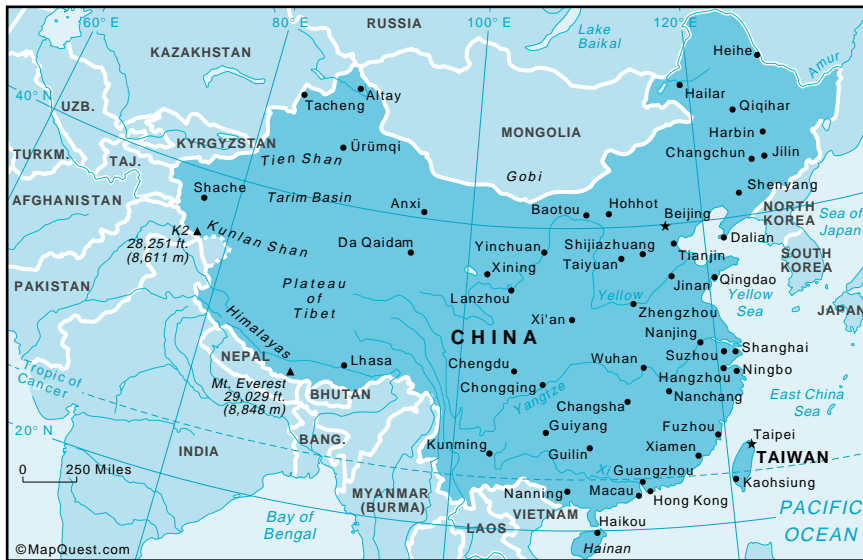 60° E
80° E
100° E
120° E
RUSSIA
Lake
Baikal
Heihe
Amur
KAZAKHSTAN
40° N
Altay
Tacheng
Hailar
Qiqihar
UZB.
MONGOLIA
Harbin
KYRGYZSTAN
Ürümqi
Changchun
Jilin
TURKM.
TAJ.
Tien Shan
Gobi
Shenyang
Shache
Tarim Basin
Anxi
Baotou
Hohhot
Beijing
AFGHANISTAN
NORTH
KOREA
Sea of
Japan
K2
28,251 ft.
(8,611 m)
Kunlan Shan
Da Qaidam
Yinchuan
Shijiazhuang
Dalian
Tianjin
Taiyuan
SOUTH
KOREA
Xining
PAKISTAN
Plateau
of
Tibet
Lanzhou
Jinan
Qingdao
Yellow
Yellow
Sea
Zhengzhou
JAPAN
Himalayas
Xi'an
CHINA
Nanjing
NEPAL
Lhasa
Chengdu
Wuhan
Suzhou
Shanghai
Tropic of
Cancer
Mt. Everest
29,029 ft.
(8,848 m)
BHUTAN
Chongqing
Yangtze
Hangzhou
Ningbo
Nanchang
East China
Sea
Changsha
20° N
BANG.
Guiyang
Fuzhou
Taipei
INDIA
Kunming
Guilin
Xiamen
TAIWAN
0
250 Miles
Xi
Guangzhou
Kaohsiung
MYANMAR
(BURMA)
Nanning
Macau
Hong Kong
PACIFIC
OCEAN
Bay of
Bengal
VIETNAM
LAOS
Haikou
Hainan
©MapQuest.com